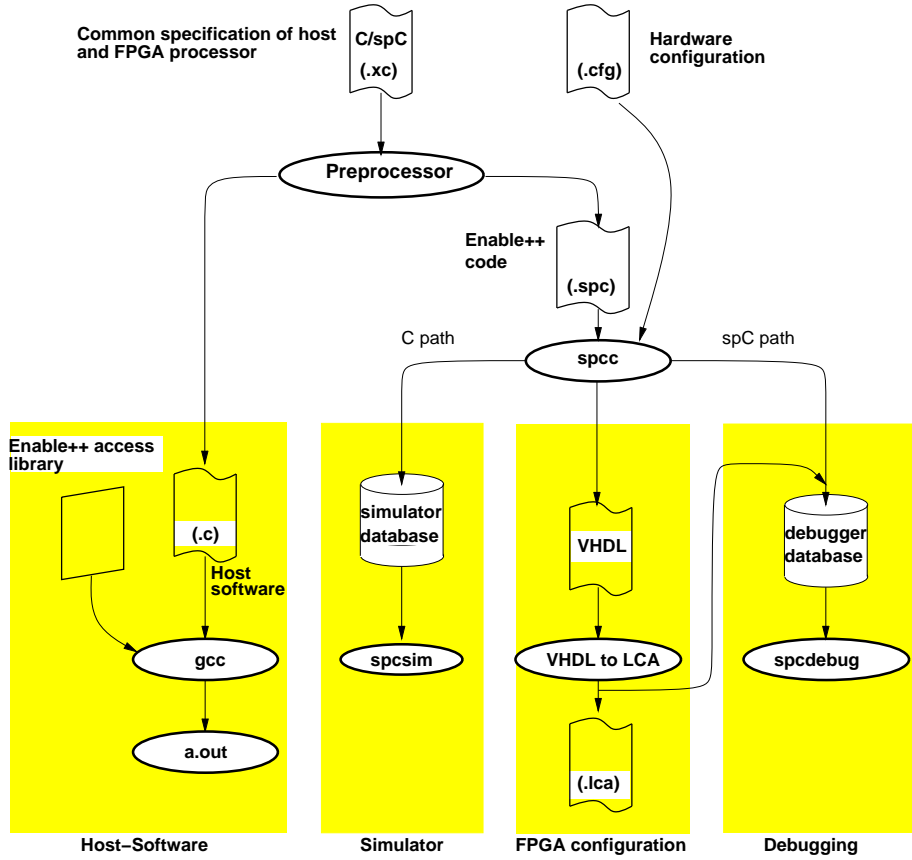 Common specification of host
and FPGA processor
C/spC
(.xc)
(.cfg)
Hardware
configuration
Preprocessor
Enable++
code
(.spc)
C path
spC path
spcc
Enable++ access
library
(.c)
Host
software
gcc
a.out
simulator
database
spcsim
VHDL
VHDL to LCA
(.lca)
debugger
database
spcdebug
Host−Software
Simulator
FPGA configuration
Debugging